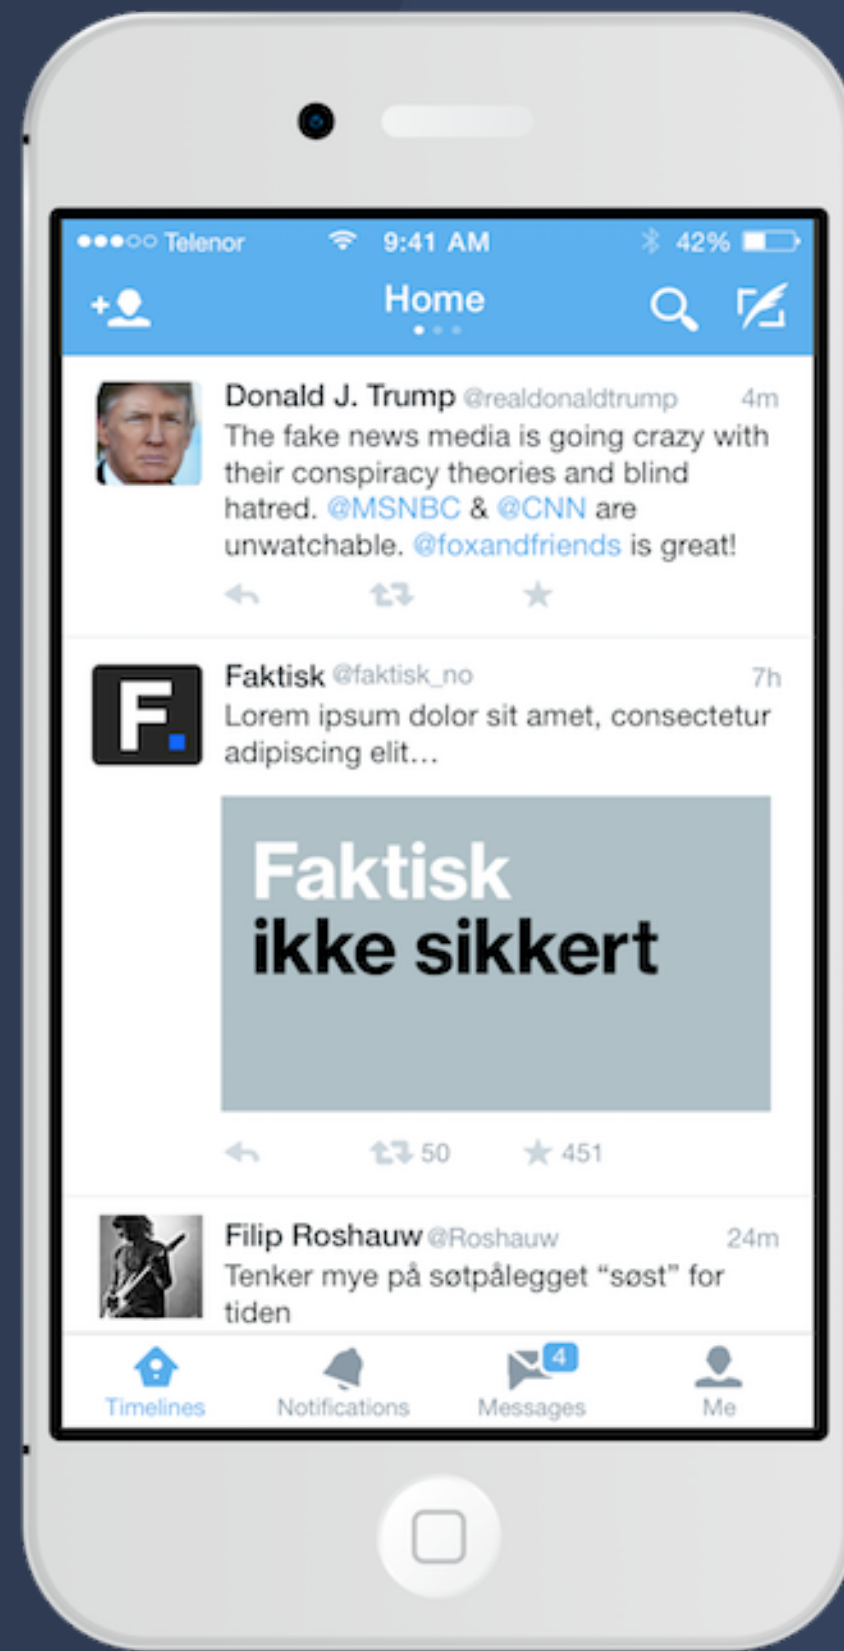 Telenor 9:41 AM 42%
Home
Donald J. Trump @realdonaldtrump 4m
The fake news media is going crazy with
their conspiracy theories and blind
hatred. @MSNBC & @CNN are
unwatchable. @foxandfriends is great!
F.
Faktisk @faktisk_no 7h
Lorem ipsum dolor sit amet, consectetur
adipiscing elit...
Faktisk
ikke sikkert
50 451
Filip Roshauw @Roshauw 24m
Tenker mye på søtpålegget “søst” for
tiden
4
Timelines Notifications Messages Me